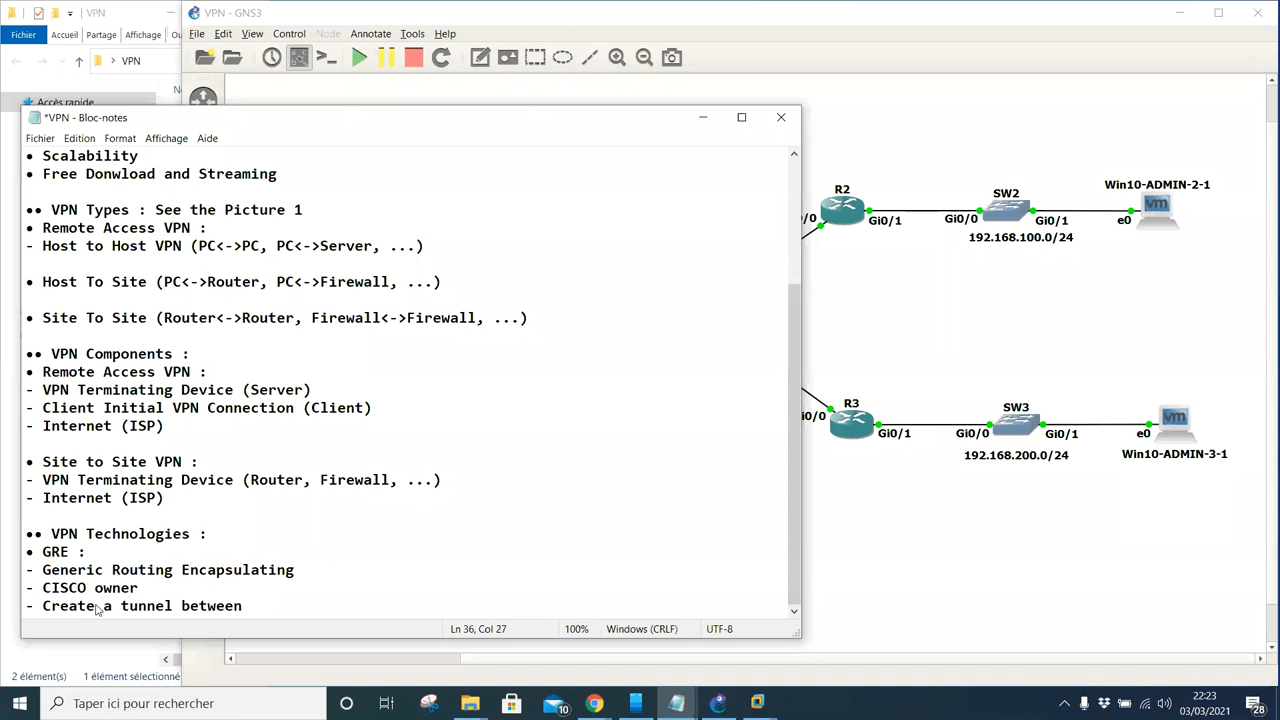 VPN
VPN - GNS3
Fichier Accueil Partage Affichage
File Edit View Control Node Annotate Tools Help
VPN
Accès rapide
*VPN - Bloc-notes
Fichier Edition Format Affichage Aide
• Scalability
• Free Donwload and Streaming
•• VPN Types : See the Picture 1
• Remote Access VPN :
- Host to Host VPN (PC<->PC, PC<->Server, ...)
• Host To Site (PC<->Router, PC<->Firewall, ...)
• Site To Site (Router<->Router, Firewall<->Firewall, ...)
•• VPN Components :
• Remote Access VPN :
- VPN Terminating Device (Server)
- Client Initial VPN Connection (Client)
- Internet (ISP)
• Site to Site VPN :
- VPN Terminating Device (Router, Firewall, ...)
- Internet (ISP)
•• VPN Technologies :
• GRE :
- Generic Routing Encapsulating
- CISCO owner
- Create a tunnel between
Ln 36, Col 27 100% Windows (CRLF) UTF-8
R2 SW2 Win10-ADMIN-2-1
/0 Gi0/1 Gi0/0 Gi0/1 e0
192.168.100.0/24
vm
R3 SW3
i0/0 Gi0/1 Gi0/0 Gi0/1 e0
192.168.200.0/24 Win10-ADMIN-3-1
vm
2 élément(s) 1 élément sélectionné
Taper ici pour rechercher
10
22:23
03/03/2021
28